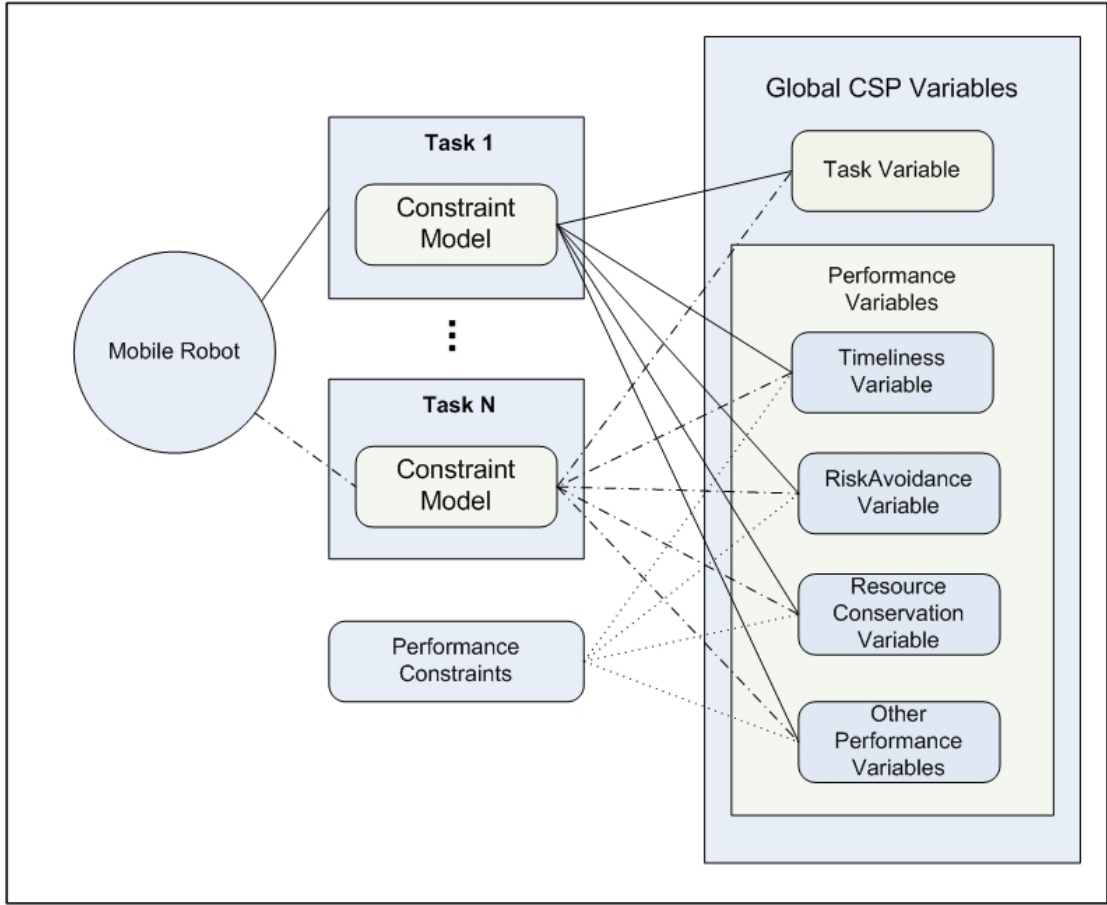 Mobile Robot
Task 1
Constraint
Model
Task N
Constraint
Model
Performance
Constraints
Global CSP Variables
Task Variable
Performance
Variables
Timeliness
Variable
RiskAvoidance
Variable
Resource
Conservation
Variable
Other
Performance
Variables